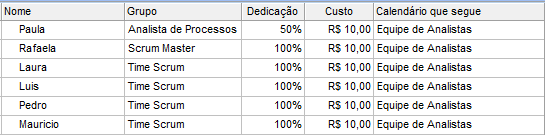 Nome Grupo Dedicação Custo Calendário que segue
Paula Analista de Processos 50% R$ 10,00 Equipe de Analistas
Rafaela Scrum Master 100% R$ 10,00 Equipe de Analistas
Laura Time Scrum 100% R$ 10,00 Equipe de Analistas
Luis Time Scrum 100% R$ 10,00 Equipe de Analistas
Pedro Time Scrum 100% R$ 10,00 Equipe de Analistas
Mauricio Time Scrum 100% R$ 10,00 Equipe de Analistas